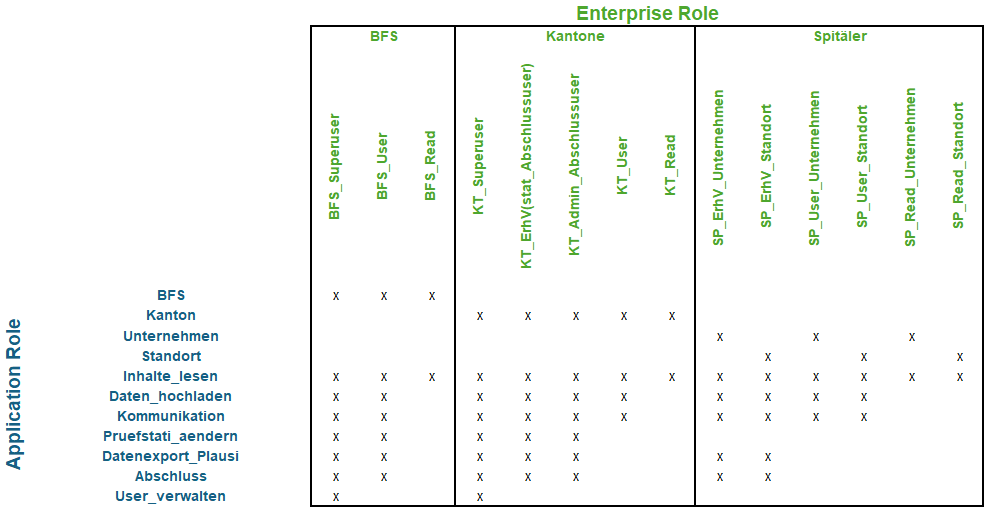 Enterprise Role
BFS Kantone Spitäler
BFS_Superuser BFS_User BFS_Read KT_Superuser KT_ErhV(stat_Abschlussuser) KT_Admin_Abschlussuser KT_User KT_Read SP_ErhV_Unternehmen SP_ErhV_Standort SP_User_Unternehmen SP_User_Standort SP_Read_Unternehmen SP_Read_Standort
Application Role
BFS x x x
Kanton x x x x x
Unternehmen x x x
Standort x x x
Inhalte_lesen x x x x x x x x x x x x x x
Daten_hochladen x x x x x x x x x x
Kommunikation x x x x x x x x x x
Pruefstati_aendern x x x x x
Datenexport_Plausi x x x x x x x
Abschluss x x x x x x x
User_verwalten x x